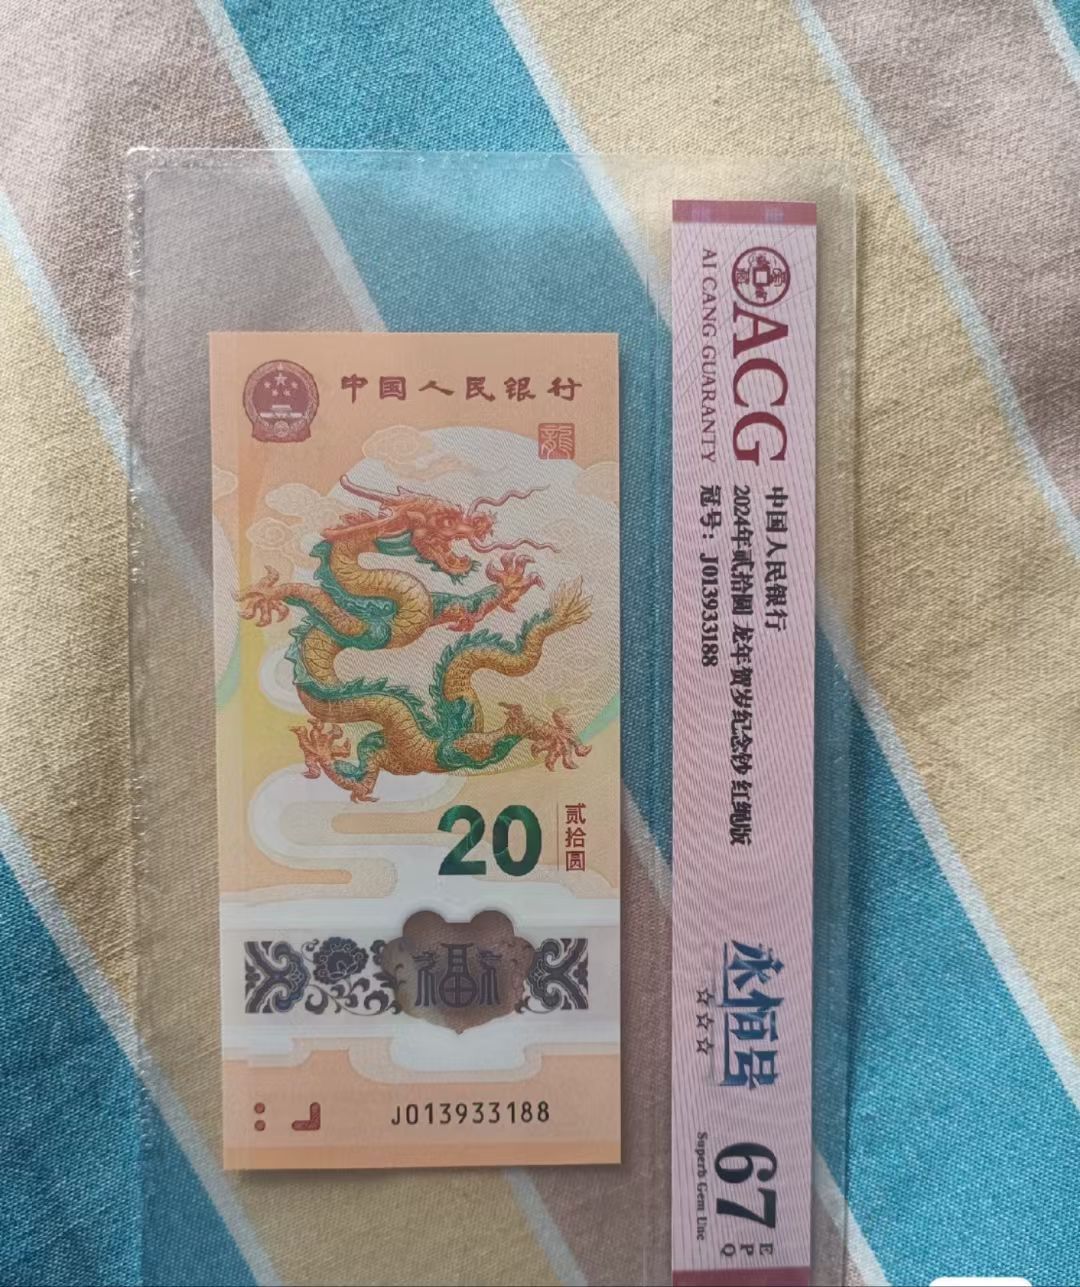 中国人民银行
龍
20
贰拾圆
福
J013933188
ACG
AI CANG GUARANTY
中国人民银行
2024年贰拾圆 龙年贺岁纪念钞 红绳版
冠号：J013933188
永恒号
☆☆☆
67
EPQ
Superb Gem Unc